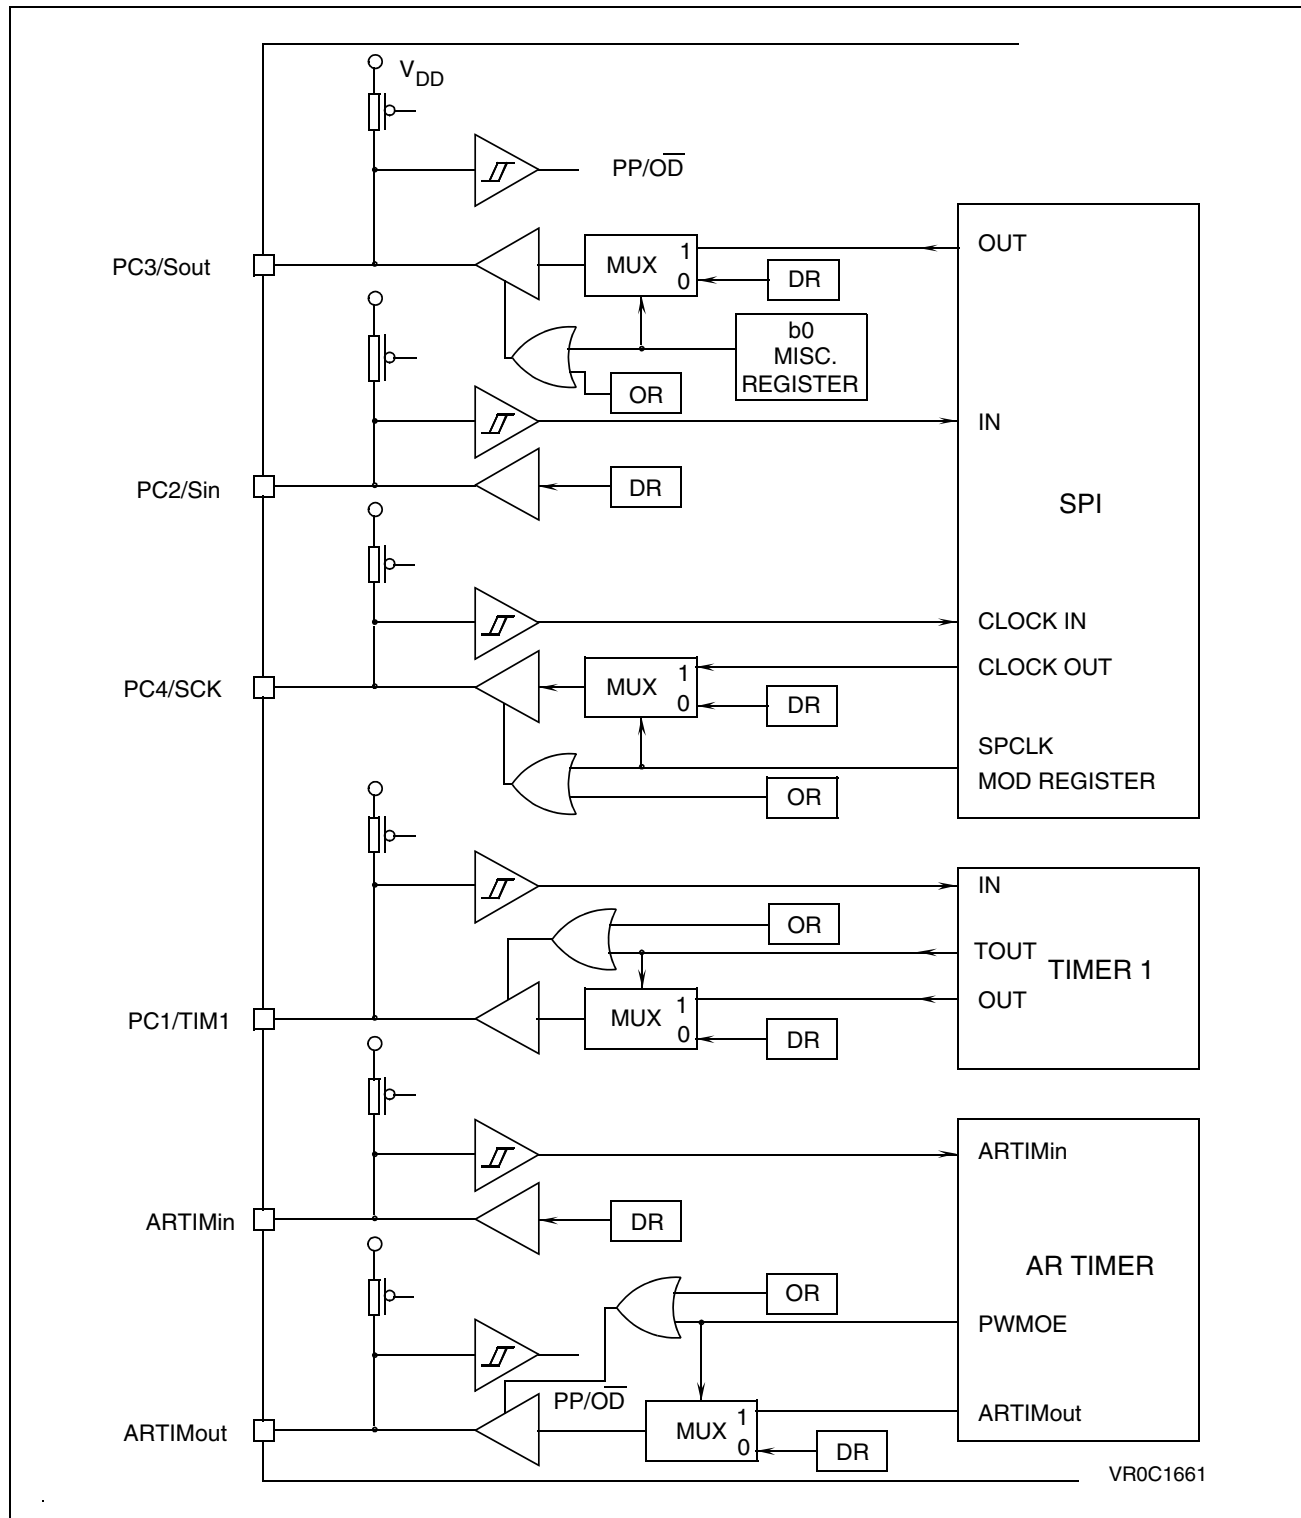 VDD
PP/OD
PC3/Sout
MUX
1
0
DR
OUT
b0
MISC.
REGISTER
OR
IN
PC2/Sin
DR
SPI
CLOCK IN
PC4/SCK
MUX
1
0
CLOCK OUT
DR
SPCLK
MOD REGISTER
OR
IN
OR
TOUT
TIMER 1
PC1/TIM1
MUX
1
0
OUT
DR
ARTIMin
ARTIMin
DR
AR TIMER
OR
PWMOE
PP/OD
ARTIMout
MUX
1
0
ARTIMout
DR
VR0C1661